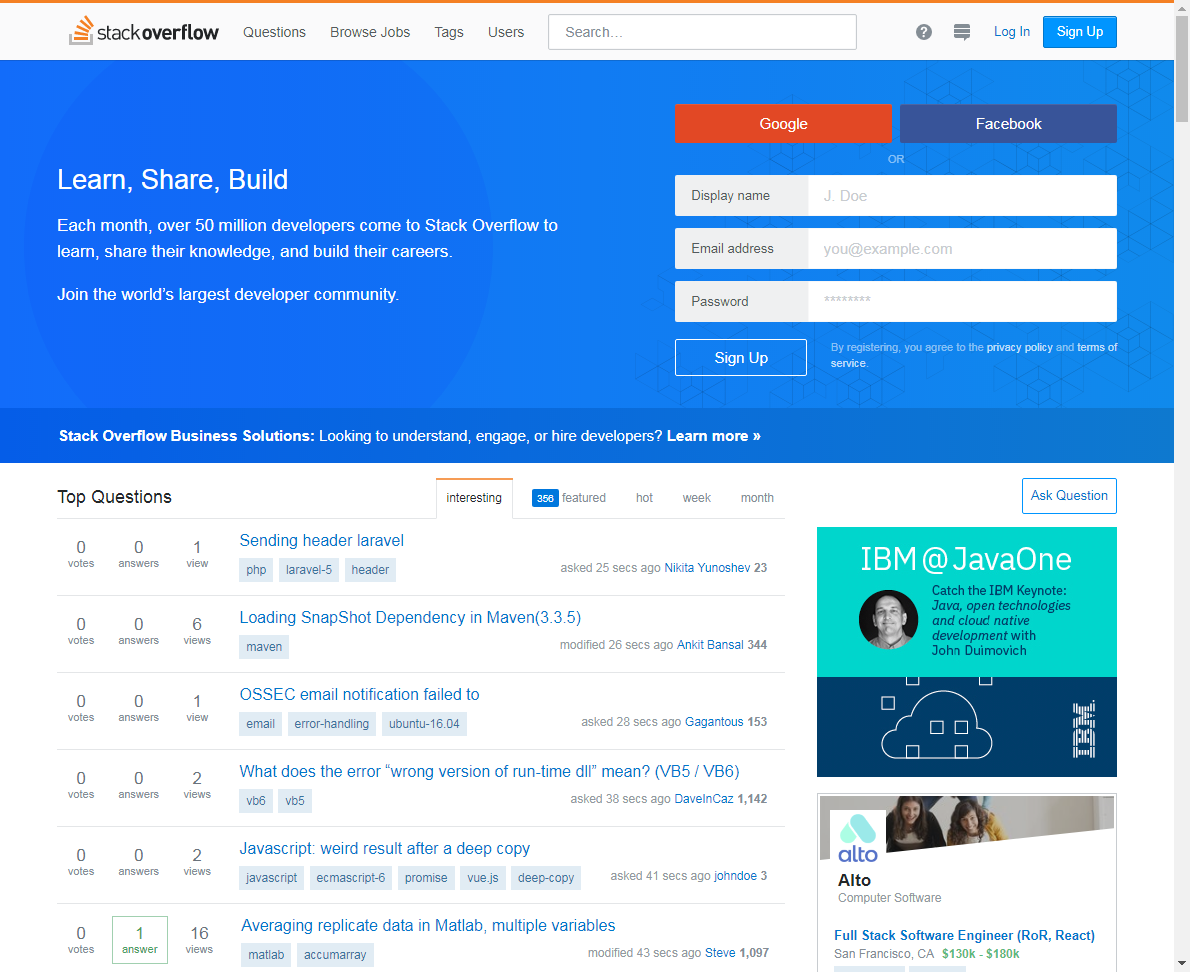 stack overflow
Questions
Browse Jobs
Tags
Users
Search...
?
Log In
Sign Up
Google
Facebook
OR
Learn, Share, Build
Each month, over 50 million developers come to Stack Overflow to
learn, share their knowledge, and build their careers.
Join the world’s largest developer community.
Display name
J. Doe
Email address
you@example.com
Password
********
Sign Up
By registering, you agree to the privacy policy and terms of
service.
Stack Overflow Business Solutions: Looking to understand, engage, or hire developers? Learn more »
Top Questions
interesting
356 featured
hot
week
month
Ask Question
0 votes
0 answers
1 view
Sending header laravel
php laravel-5 header
asked 25 secs ago Nikita Yunoshev 23
0 votes
0 answers
6 views
Loading SnapShot Dependency in Maven(3.3.5)
maven
modified 26 secs ago Ankit Bansal 344
0 votes
0 answers
1 view
OSSEC email notification failed to
email error-handling ubuntu-16.04
asked 28 secs ago Gagantous 153
0 votes
0 answers
2 views
What does the error “wrong version of run-time dll” mean? (VB5 / VB6)
vb6 vb5
asked 38 secs ago DaveInCaz 1,142
0 votes
0 answers
2 views
Javascript: weird result after a deep copy
javascript ecmascript-6 promise vue.js deep-copy
asked 41 secs ago johndoe 3
0 votes
1 answer
16 views
Averaging replicate data in Matlab, multiple variables
matlab accumarray
modified 43 secs ago Steve 1,097
IBM@JavaOne
Catch the IBM Keynote:
Java, open technologies
and cloud native
development with
John Duimovich
IBM.
alto
Alto
Computer Software
Full Stack Software Engineer (RoR, React)
San Francisco, CA $130k - $180k